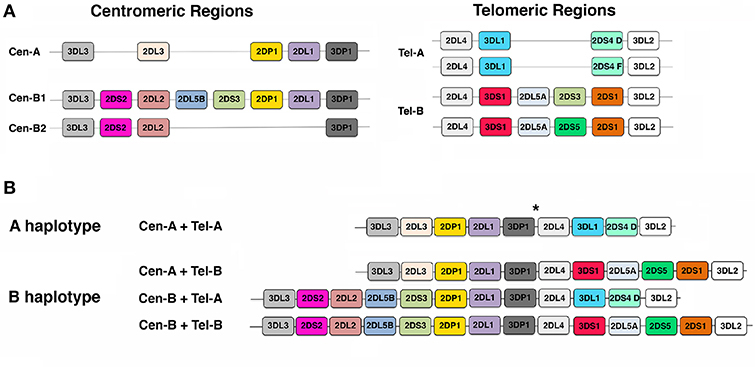 A
Centromeric Regions
Telomeric Regions
Cen-A 3DL3 2DL3 2DP1 2DL1 3DP1
Cen-B1 3DL3 2DS2 2DL2 2DL5B 2DS3 2DP1 2DL1 3DP1
Cen-B2 3DL3 2DS2 2DL2 3DP1
Tel-A
2DL4 3DL1 2DS4 D 3DL2
2DL4 3DL1 2DS4 F 3DL2
Tel-B
2DL4 3DS1 2DL5A 2DS3 2DS1 3DL2
2DL4 3DS1 2DL5A 2DS5 2DS1 3DL2
B
*
A haplotype Cen-A + Tel-A 3DL3 2DL3 2DP1 2DL1 3DP1 2DL4 3DL1 2DS4 D 3DL2
Cen-A + Tel-B 3DL3 2DL3 2DP1 2DL1 3DP1 2DL4 3DS1 2DL5A 2DS5 2DS1 3DL2
B haplotype Cen-B + Tel-A 3DL3 2DS2 2DL2 2DL5B 2DS3 2DP1 2DL1 3DP1 2DL4 3DL1 2DS4 D 3DL2
Cen-B + Tel-B 3DL3 2DS2 2DL2 2DL5B 2DS3 2DP1 2DL1 3DP1 2DL4 3DS1 2DL5A 2DS5 2DS1 3DL2